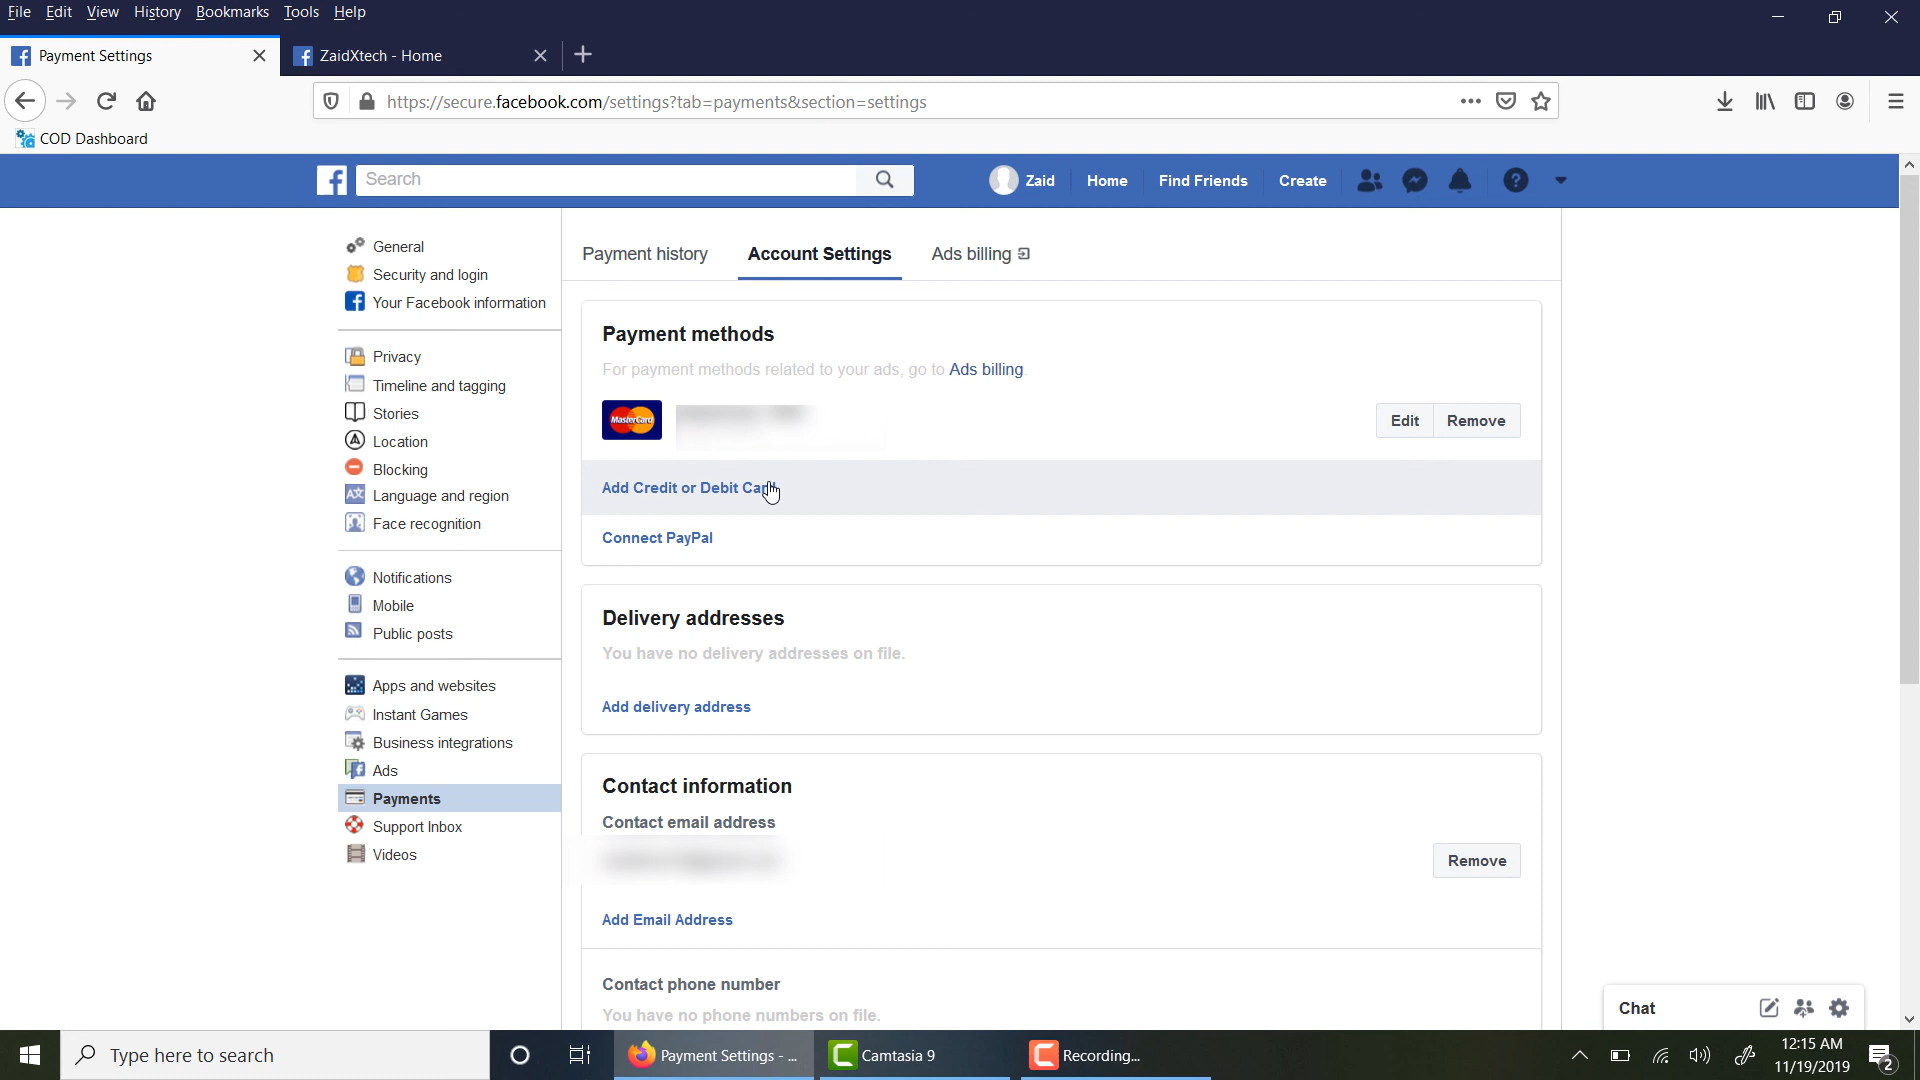 File Edit View History Bookmarks Tools Help
Payment Settings
ZaidXtech - Home
https://secure.facebook.com/settings?tab=payments&section=settings
COD Dashboard
Search
Zaid
Home
Find Friends
Create
General
Security and login
Your Facebook information
Privacy
Timeline and tagging
Stories
Location
Blocking
Language and region
Face recognition
Notifications
Mobile
Public posts
Apps and websites
Instant Games
Business integrations
Ads
Payments
Support Inbox
Videos
Payment history
Account Settings
Ads billing
Payment methods
For payment methods related to your ads, go to Ads billing.
MasterCard
Edit
Remove
Add Credit or Debit Card
Connect PayPal
Delivery addresses
You have no delivery addresses on file.
Add delivery address
Contact information
Contact email address
Remove
Add Email Address
Contact phone number
You have no phone numbers on file.
Chat
Type here to search
Payment Settings - ...
Camtasia 9
Recording...
12:15 AM
11/19/2019
2